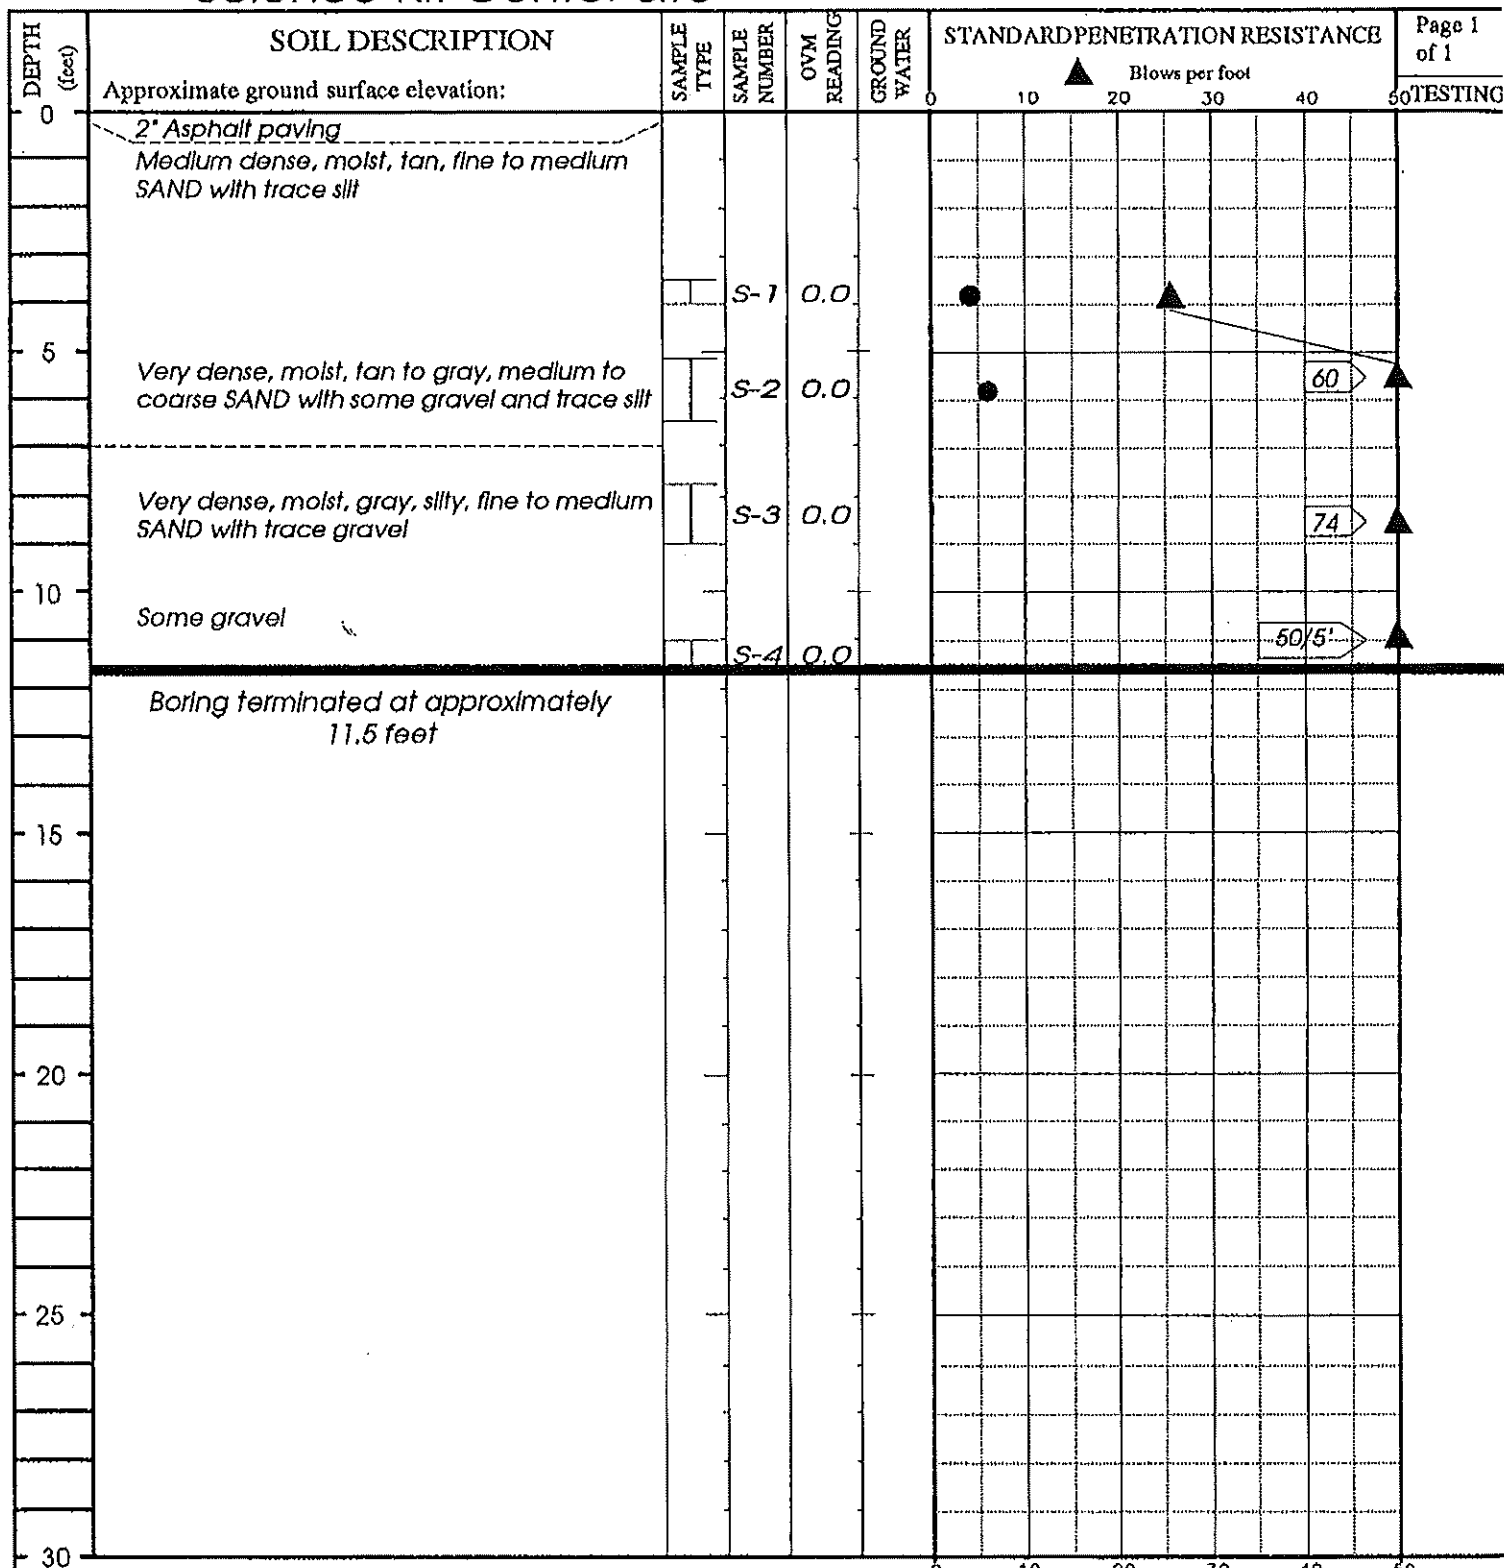 DEPTH (feet)
SOIL DESCRIPTION
Approximate ground surface elevation:
SAMPLE TYPE
SAMPLE NUMBER
OVM READING
GROUND WATER
STANDARD PENETRATION RESISTANCE
▲ Blows per foot
0 10 20 30 40 50
Page 1
of 1
TESTING
0
2" Asphalt paving
Medium dense, moist, tan, fine to medium
SAND with trace silt
S-1 0.0
5
Very dense, moist, tan to gray, medium to
coarse SAND with some gravel and trace silt
S-2 0.0
60
Very dense, moist, gray, silty, fine to medium
SAND with trace gravel
S-3 0.0
74
10
Some gravel
S-4 0.0
50/5'
Boring terminated at approximately
11.5 feet
15
20
25
30